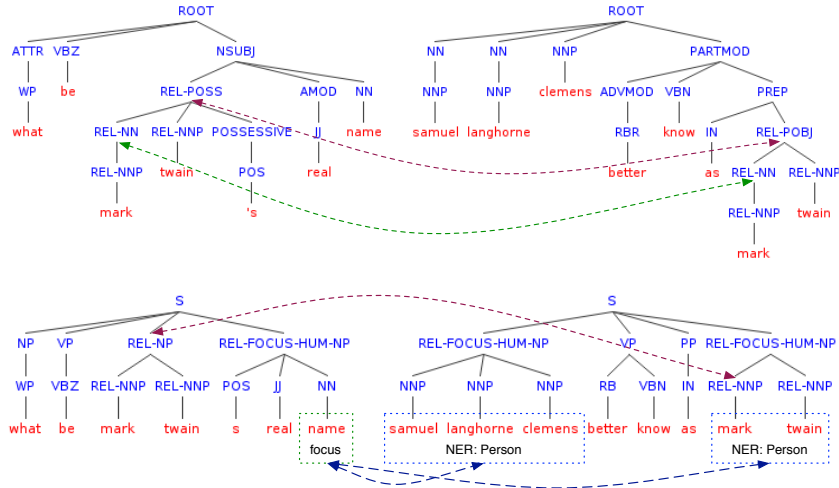 ROOT ROOT
ATTR VBZ NSUBJ NN NN NNP PARTMOD
WP be REL-POSS AMOD NN NNP NNP clemens ADVMOD VBN PREP
what REL-NN REL-NNP POSSESSIVE JJ name samuel langhorne RBR know IN REL-POBJ
REL-NNP twain POS real better as REL-NN REL-NNP
mark 's REL-NNP twain
mark
S S
NP VP REL-NP REL-FOCUS-HUM-NP REL-FOCUS-HUM-NP VP PP REL-FOCUS-HUM-NP
WP VBZ REL-NNP REL-NNP POS JJ NN NNP NNP NNP RB VBN IN REL-NNP REL-NNP
what be mark twain s real name samuel langhorne clemens better know as mark twain
focus NER: Person NER: Person